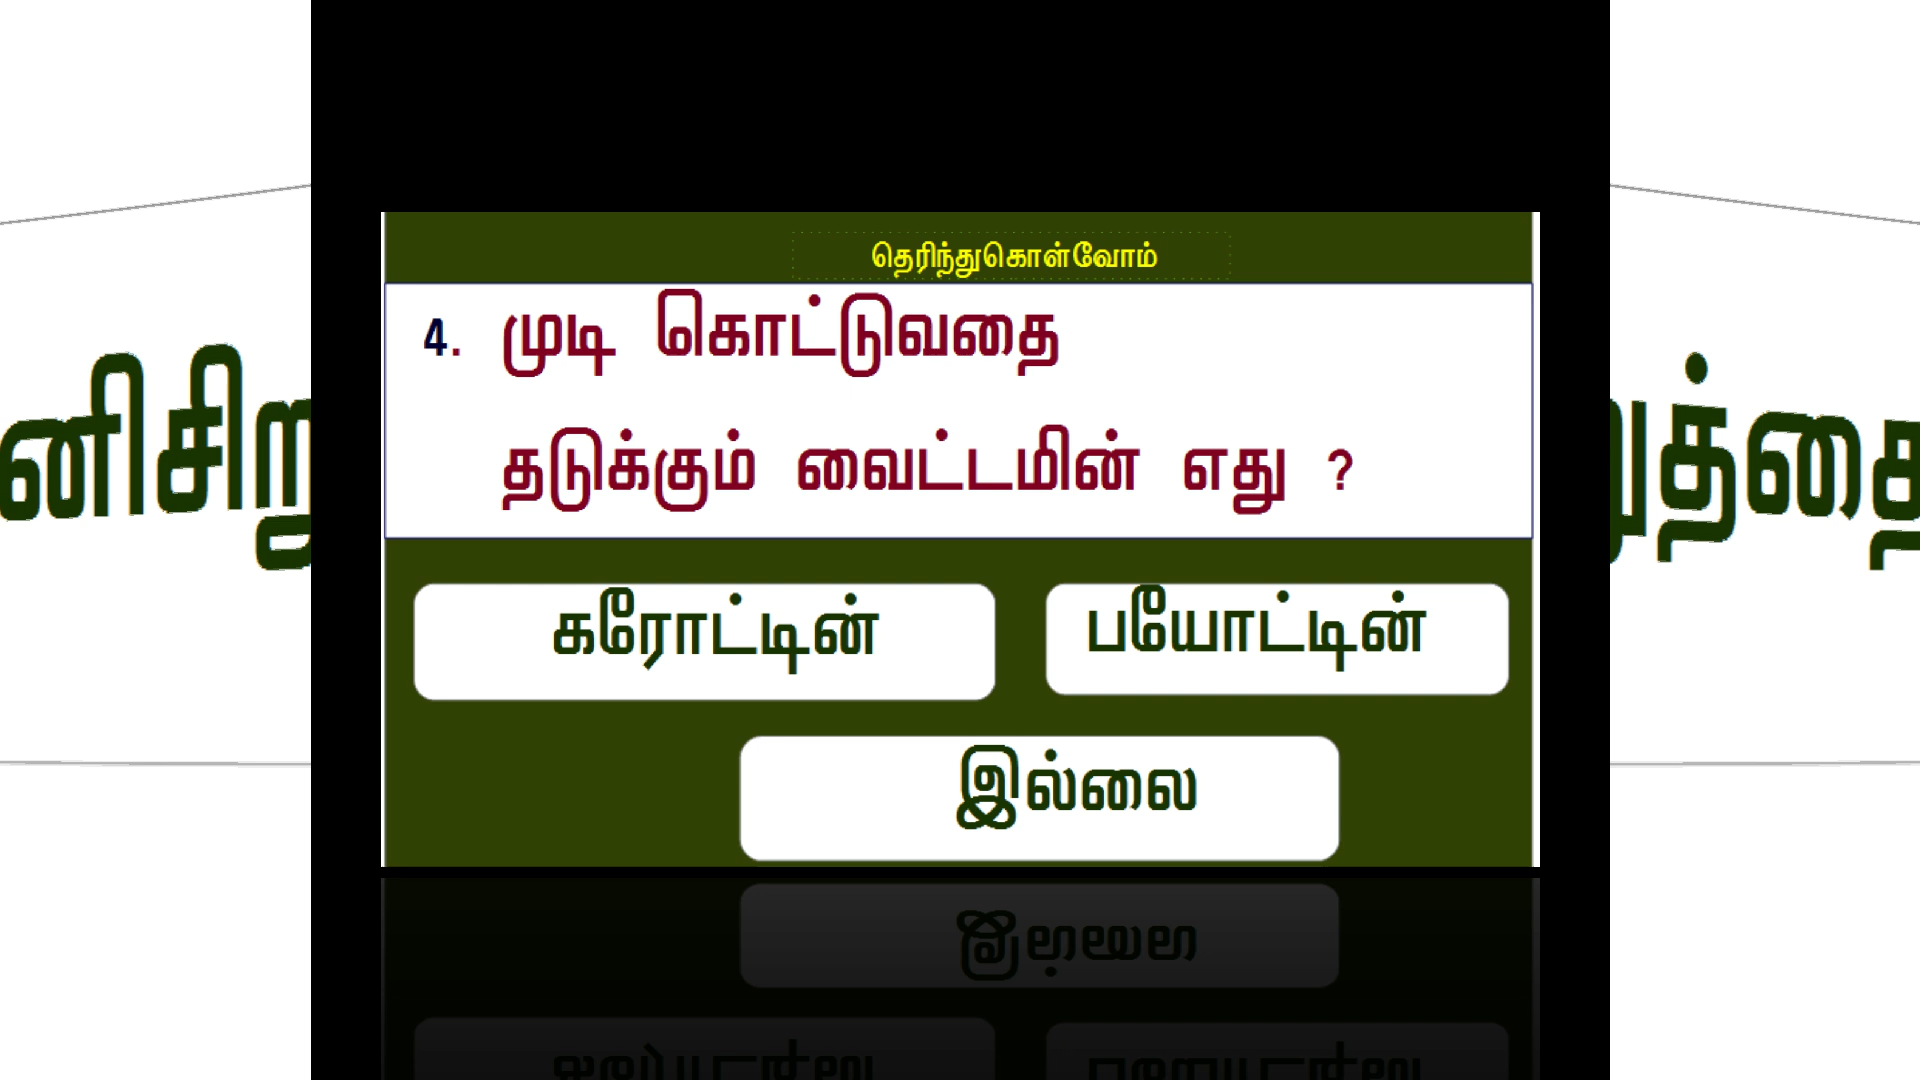 தெரிந்துகொள்வோம்
4. முடி கொட்டுவதை
தடுக்கும் வைட்டமின் எது ?
கரோட்டின்
பயோட்டின்
இல்லை